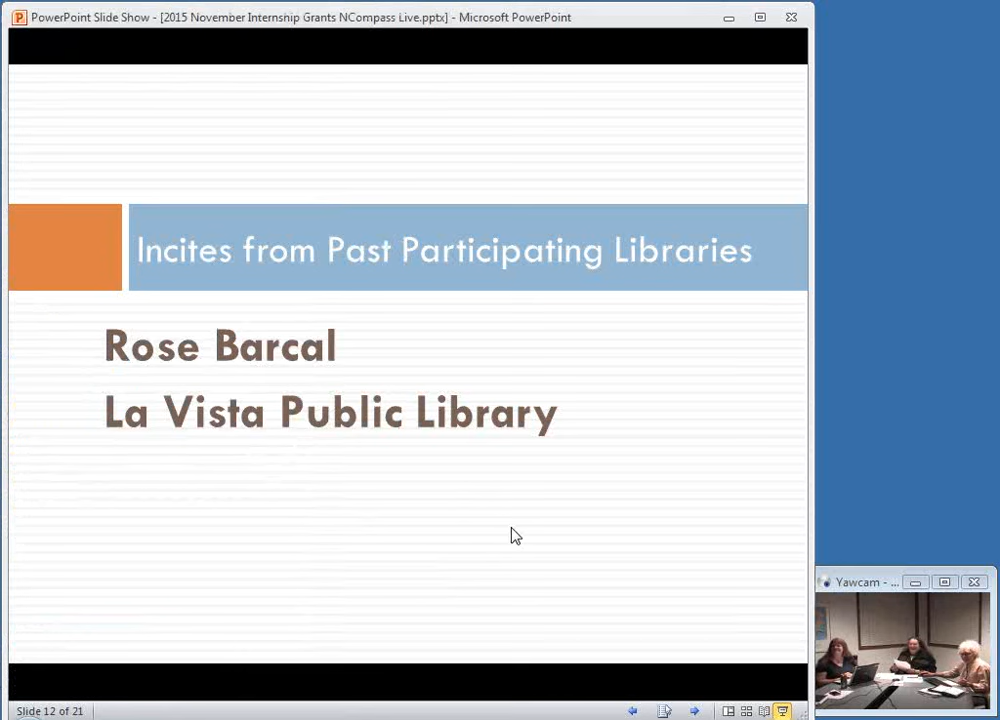 PowerPoint Slide Show - [2015 November Internship Grants NCompass Live.pptx] - Microsoft PowerPoint
Incites from Past Participating Libraries
Rose Barcal
La Vista Public Library
Yawcam - ...
Slide 12 of 21